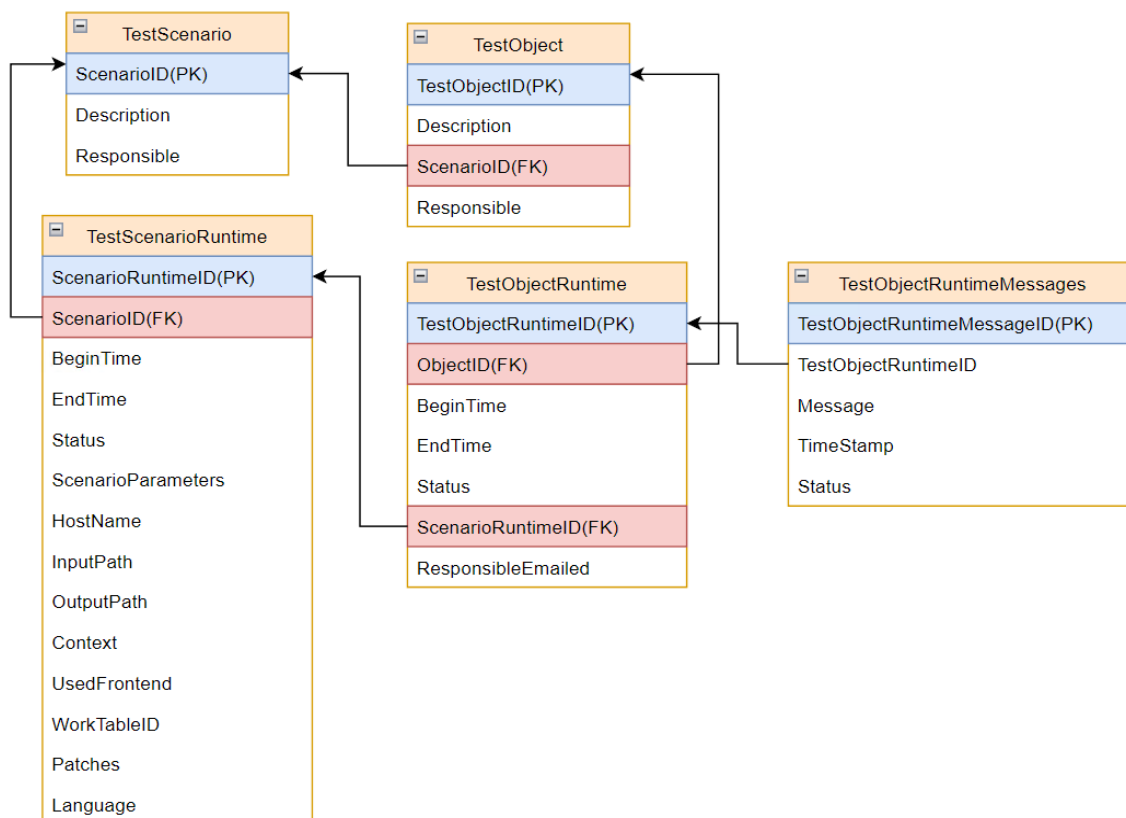 TestScenario
ScenarioID(PK)
Description
Responsible
TestObject
TestObjectID(PK)
Description
ScenarioID(FK)
Responsible
TestScenarioRuntime
ScenarioRuntimeID(PK)
ScenarioID(FK)
BeginTime
EndTime
Status
ScenarioParameters
HostName
InputPath
OutputPath
Context
UsedFrontend
WorkTableID
Patches
Language
TestObjectRuntime
TestObjectRuntimeID(PK)
ObjectID(FK)
BeginTime
EndTime
Status
ScenarioRuntimeID(FK)
ResponsibleEmailed
TestObjectRuntimeMessages
TestObjectRuntimeMessageID(PK)
TestObjectRuntimeID
Message
TimeStamp
Status